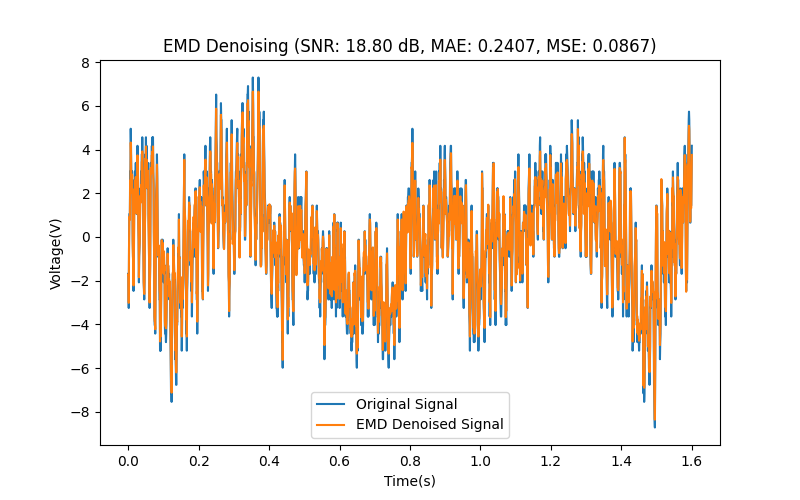 EMD Denoising (SNR: 18.80 dB, MAE: 0.2407, MSE: 0.0867)
8
6
4
2
0
−2
−4
−6
−8
Voltage(V)
Original Signal
EMD Denoised Signal
0.0 0.2 0.4 0.6 0.8 1.0 1.2 1.4 1.6
Time(s)